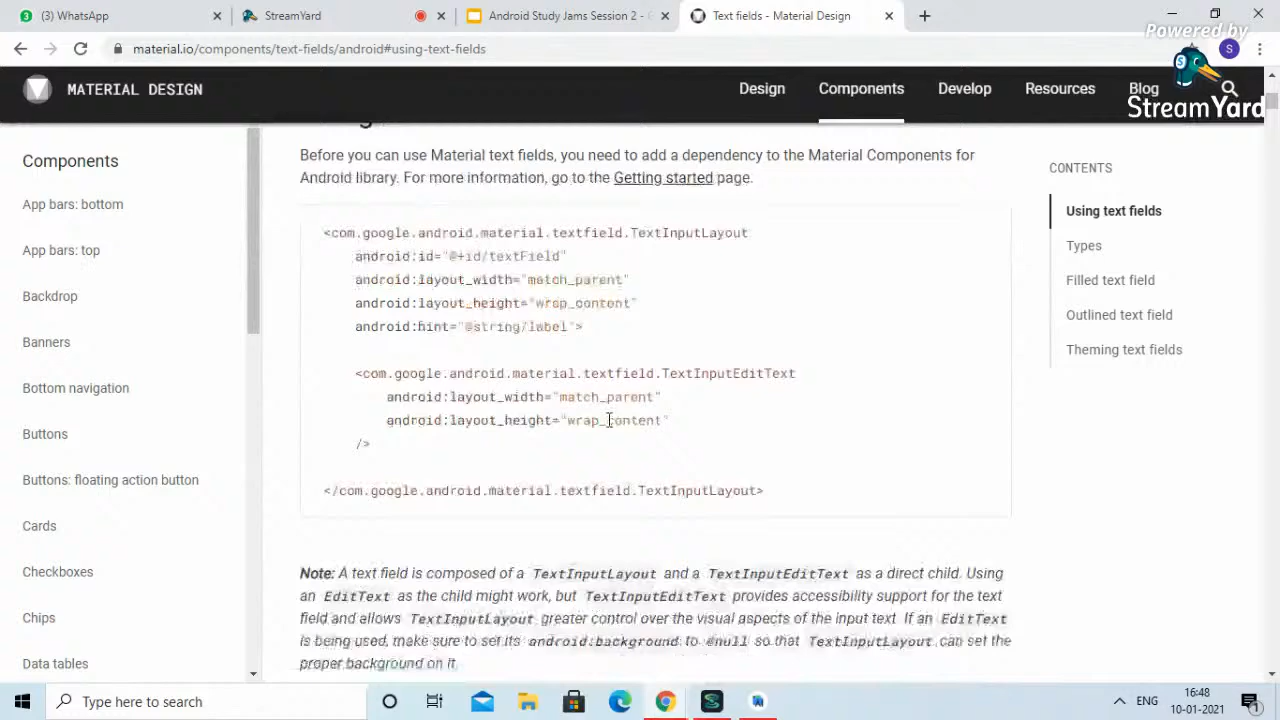 (3) WhatsApp
StreamYard
Android Study Jams Session 2 - G
Text fields - Material Design
Powered by
material.io/components/text-fields/android#using-text-fields
S
MATERIAL DESIGN
Design
Components
Develop
Resources
Blog
StreamYard
Components
App bars: bottom
App bars: top
Backdrop
Banners
Bottom navigation
Buttons
Buttons: floating action button
Cards
Checkboxes
Chips
Data tables
Before you can use Material text fields, you need to add a dependency to the Material Components for
Android library. For more information, go to the Getting started page.
<com.google.android.material.textfield.TextInputLayout
android:id="@+id/textField"
android:layout_width="match_parent"
android:layout_height="wrap_content"
android:hint="@string/label">
<com.google.android.material.textfield.TextInputEditText
android:layout_width="match_parent"
android:layout_height="wrap_content"
/>
</com.google.android.material.textfield.TextInputLayout>
Note: A text field is composed of a TextInputLayout and a TextInputEditText as a direct child. Using
an EditText as the child might work, but TextInputEditText provides accessibility support for the text
field and allows TextInputLayout greater control over the visual aspects of the input text. If an EditText
is being used, make sure to set its android:background to @null so that TextInputLayout can set the
proper background on it.
CONTENTS
Using text fields
Types
Filled text field
Outlined text field
Theming text fields
Type here to search
ENG
16:48
10-01-2021